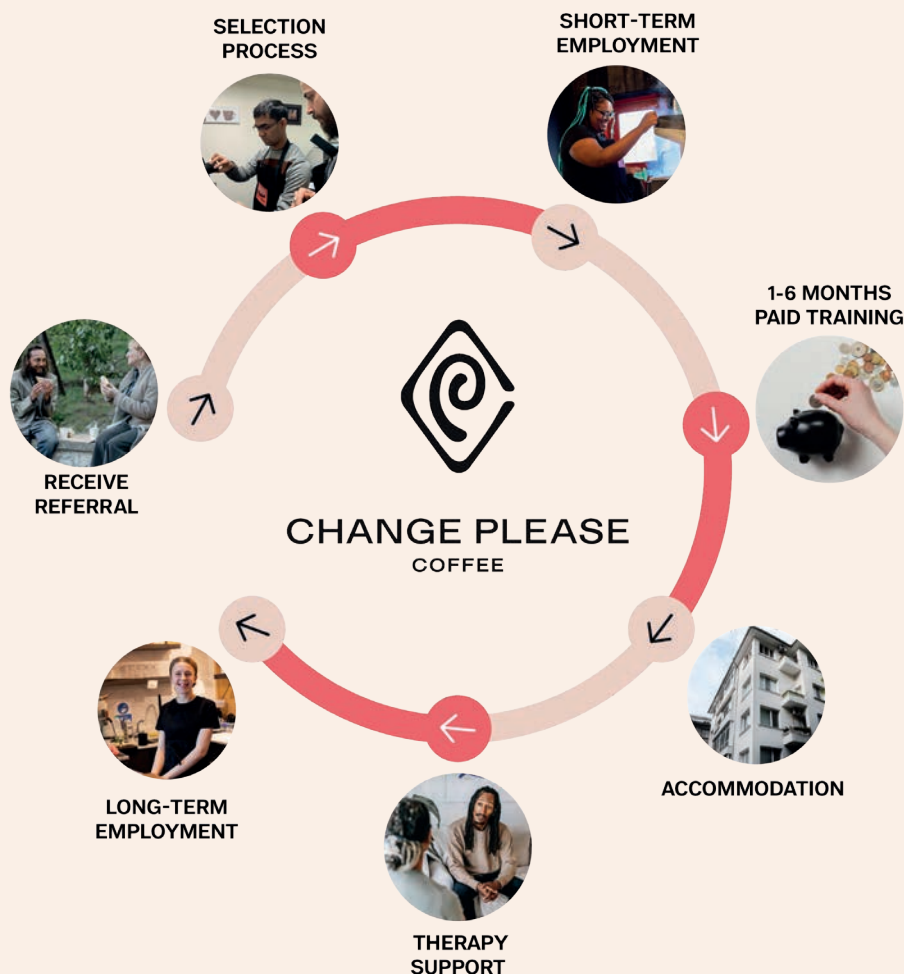 SELECTION
PROCESS
SHORT-TERM
EMPLOYMENT
1-6 MONTHS
PAID TRAINING
RECEIVE
REFERRAL
CHANGE PLEASE
COFFEE
ACCOMMODATION
LONG-TERM
EMPLOYMENT
THERAPY
SUPPORT